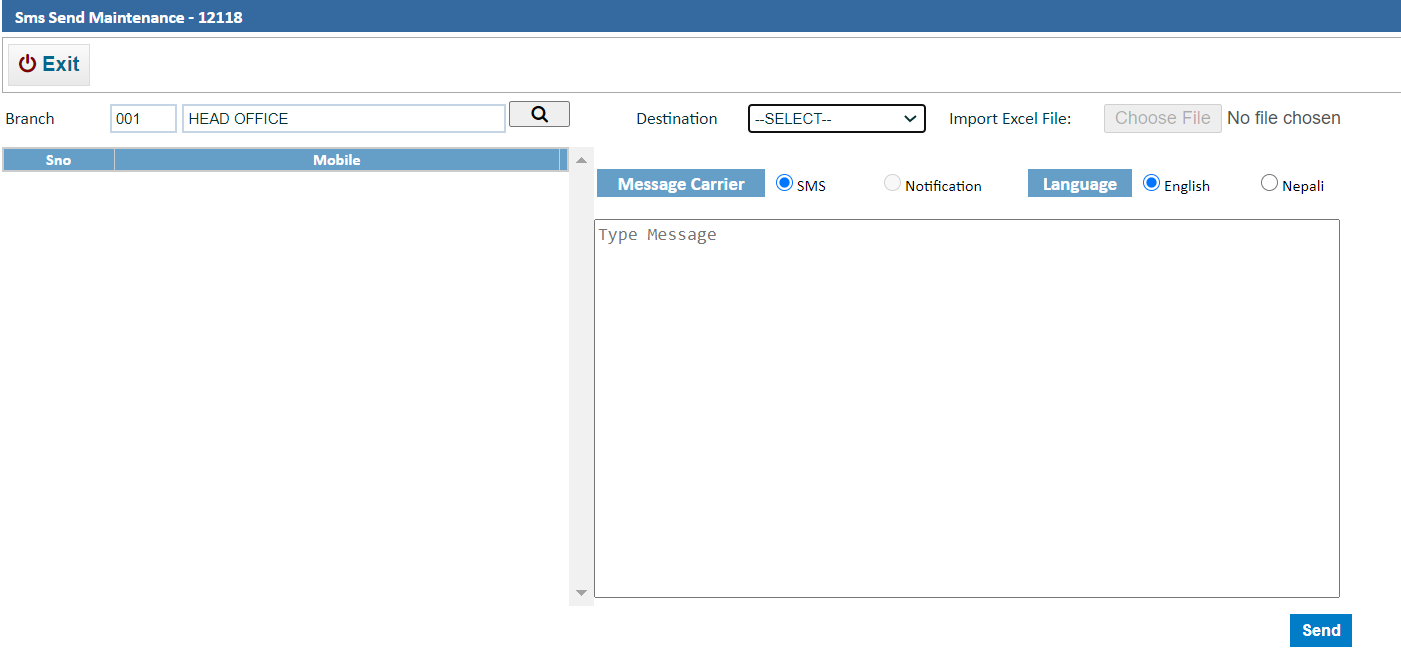 Sms Send Maintenance - 12118
Exit
Branch 001 HEAD OFFICE Destination --SELECT-- Import Excel File: Choose File No file chosen
Sno Mobile
Message Carrier SMS Notification Language English Nepali
Type Message
Send